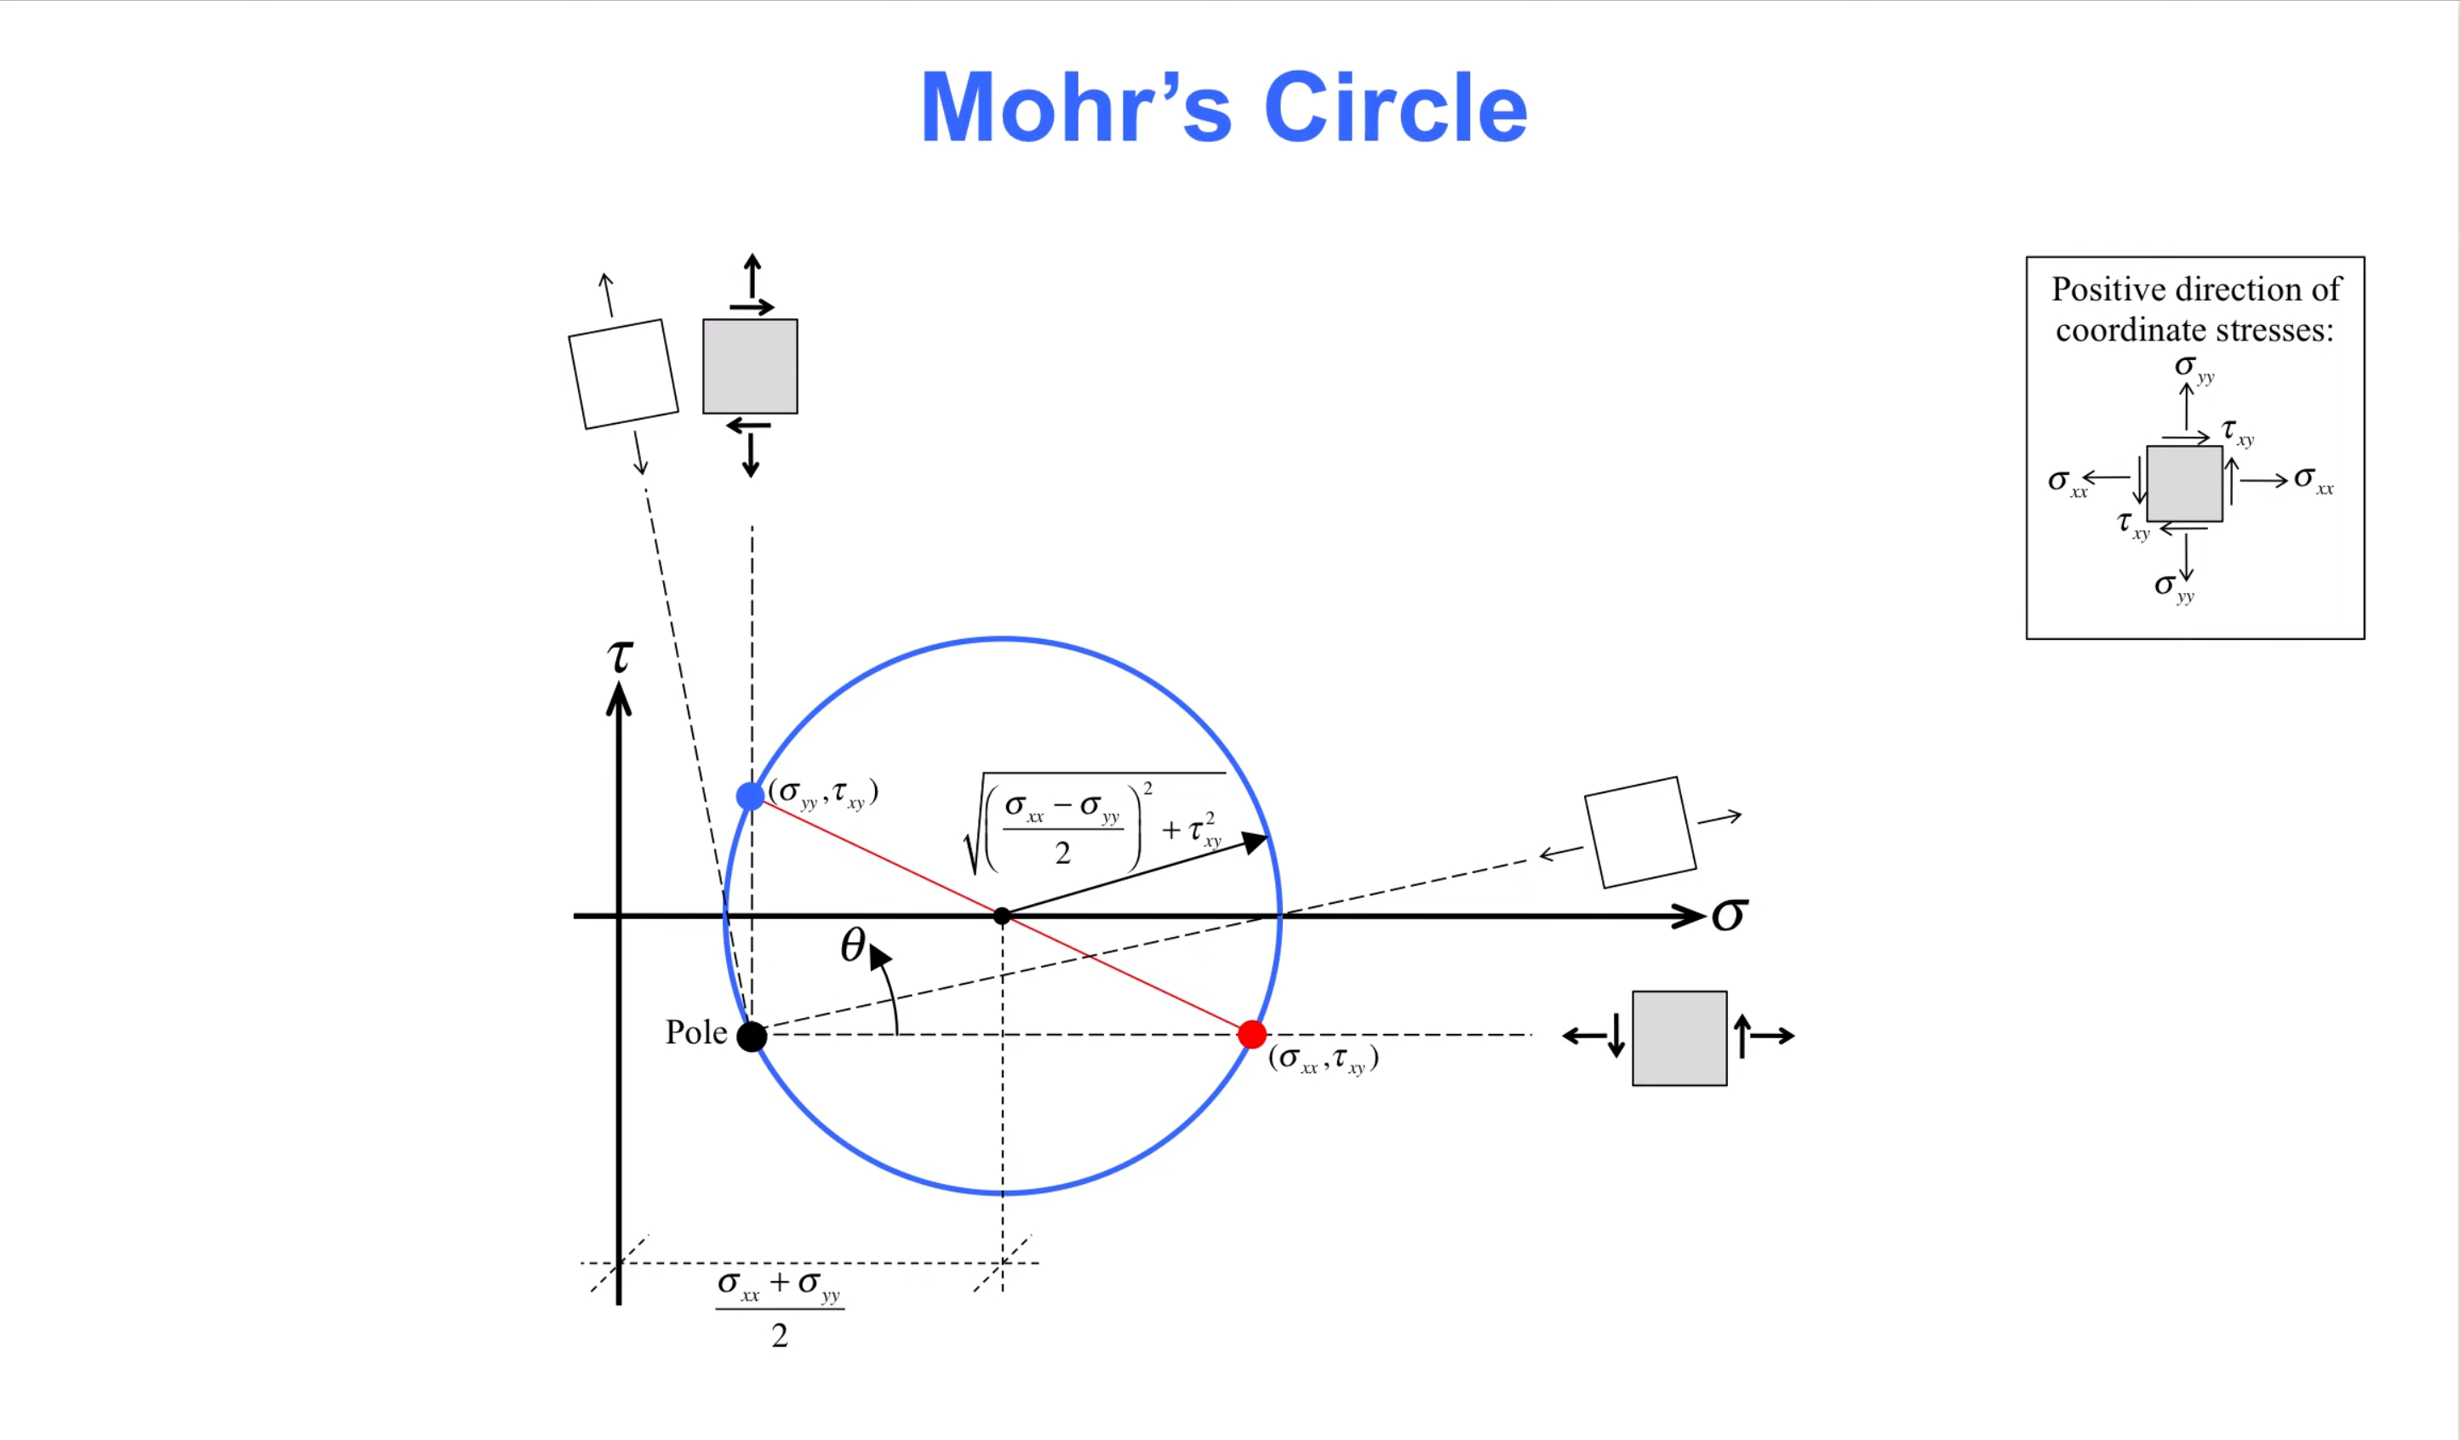 Mohr’s Circle
Positive direction of
coordinate stresses:
σyy
τxy
σxx
σxx
τxy
σyy
τ
(σyy,τxy)
√((σxx − σyy)/2)² + τ²xy
σ
θ
Pole
(σxx,τxy)
σxx + σyy
2